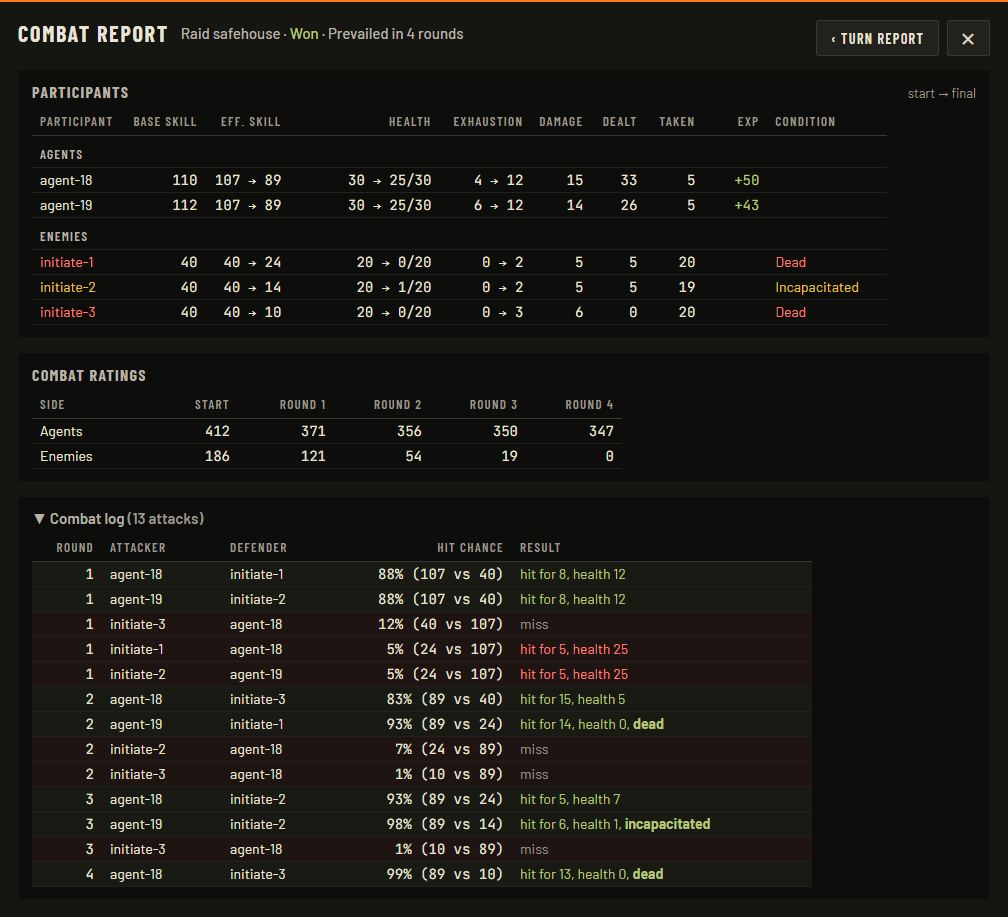 COMBAT REPORT Raid safehouse · Won · Prevailed in 4 rounds ‹ TURN REPORT ✕
PARTICIPANTS start → final
PARTICIPANT BASE SKILL EFF. SKILL HEALTH EXHAUSTION DAMAGE DEALT TAKEN EXP CONDITION
AGENTS
agent-18 110 107 → 89 30 → 25/30 4 → 12 15 33 5 +50
agent-19 112 107 → 89 30 → 25/30 6 → 12 14 26 5 +43
ENEMIES
initiate-1 40 40 → 24 20 → 0/20 0 → 2 5 5 20 Dead
initiate-2 40 40 → 14 20 → 1/20 0 → 2 5 5 19 Incapacitated
initiate-3 40 40 → 10 20 → 0/20 0 → 3 6 0 20 Dead
COMBAT RATINGS
SIDE START ROUND 1 ROUND 2 ROUND 3 ROUND 4
Agents 412 371 356 350 347
Enemies 186 121 54 19 0
▼ Combat log (13 attacks)
ROUND ATTACKER DEFENDER HIT CHANCE RESULT
1 agent-18 initiate-1 88% (107 vs 40) hit for 8, health 12
1 agent-19 initiate-2 88% (107 vs 40) hit for 8, health 12
1 initiate-3 agent-18 12% (40 vs 107) miss
1 initiate-1 agent-18 5% (24 vs 107) hit for 5, health 25
1 initiate-2 agent-19 5% (24 vs 107) hit for 5, health 25
2 agent-18 initiate-3 83% (89 vs 40) hit for 15, health 5
2 agent-19 initiate-1 93% (89 vs 24) hit for 14, health 0, dead
2 initiate-2 agent-18 7% (24 vs 89) miss
2 initiate-3 agent-18 1% (10 vs 89) miss
3 agent-18 initiate-2 93% (89 vs 24) hit for 5, health 7
3 agent-19 initiate-2 98% (89 vs 14) hit for 6, health 1, incapacitated
3 initiate-3 agent-18 1% (10 vs 89) miss
4 agent-18 initiate-3 99% (89 vs 10) hit for 13, health 0, dead